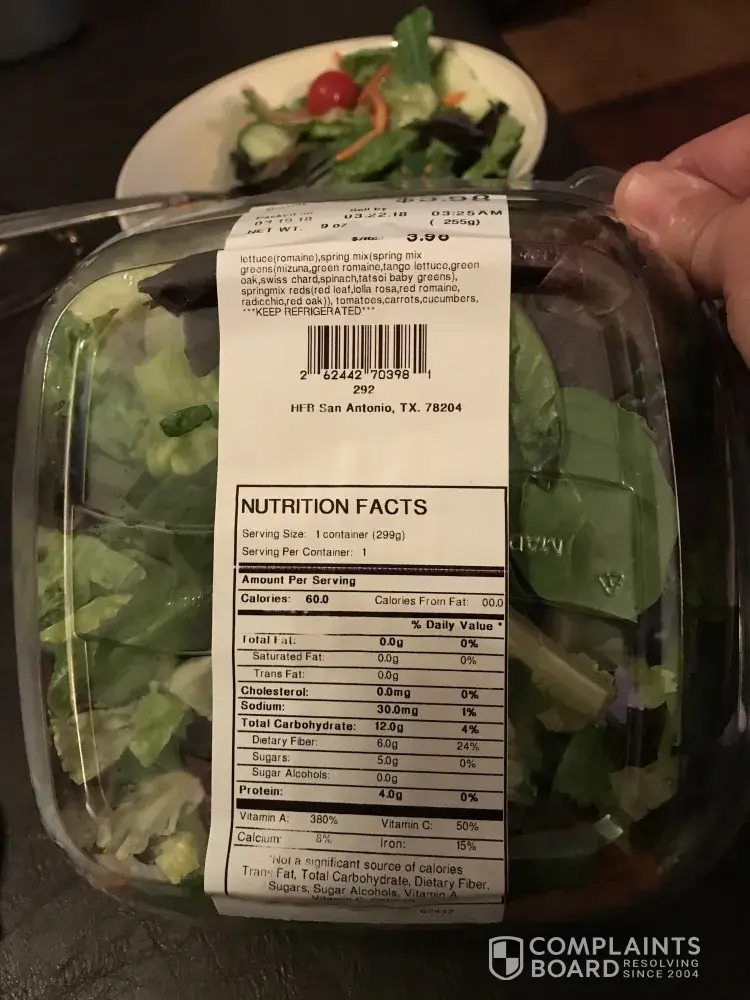 $3.98
Packed on Sell by
03.19.18 03.22.18 03:25AM
NET WT. 9 oz (255g)
3.98
lettuce(romaine),spring mix(spring mix
greens(mizuna,green romaine,tango lettuce,green
oak,swiss chard,spinach,tatsoi baby greens),
springmix reds(red leaf,lolla rosa,red romaine,
radicchio,red oak)), tomatoes,carrots,cucumbers,
***KEEP REFRIGERATED***
2 62442 70398 1
292
HEB San Antonio, TX. 78204
NUTRITION FACTS
Serving Size: 1 container (299g)
Serving Per Container: 1
Amount Per Serving
Calories: 60.0 Calories From Fat: 00.0
% Daily Value *
Total Fat: 0.0g 0%
Saturated Fat: 0.0g 0%
Trans Fat: 0.0g
Cholesterol: 0.0mg 0%
Sodium: 30.0mg 1%
Total Carbohydrate: 12.0g 4%
Dietary Fiber: 6.0g 24%
Sugars: 5.0g 0%
Sugar Alcohols: 0.0g
Protein: 4.0g 0%
Vitamin A: 380% Vitamin C: 50%
Calcium: 8% Iron: 15%
*Not a significant source of calories
Trans Fat, Total Carbohydrate, Dietary Fiber,
Sugars, Sugar Alcohols, Vitamin A,
COMPLAINTS
BOARD RESOLVING
SINCE 2004